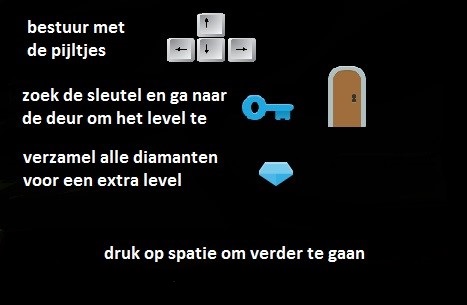 bestuur met
de pijltjes
zoek de sleutel en ga naar
de deur om het level te
verzamel alle diamanten
voor een extra level
druk op spatie om verder te gaan